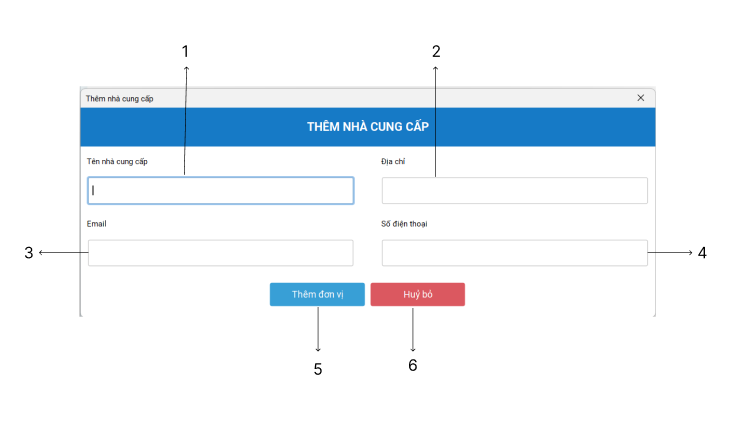 1
2
Thêm nhà cung cấp
THÊM NHÀ CUNG CẤP
Tên nhà cung cấp
Địa chỉ
Email
Số điện thoại
3
4
Thêm đơn vị
Huỷ bỏ
5
6